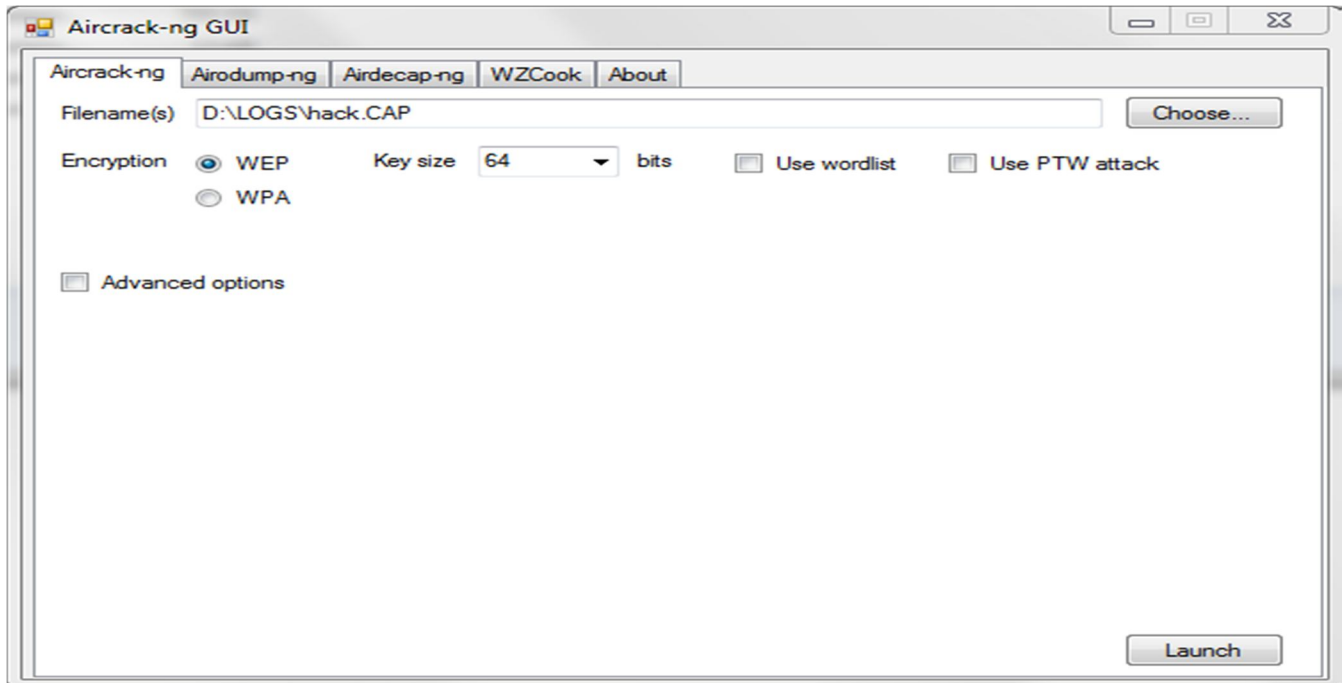 Aircrack-ng GUI
Aircrack-ng Airodump-ng Airdecap-ng WZCook About
Filename(s) D:\LOGS\hack.CAP Choose...
Encryption WEP Key size 64 bits Use wordlist Use PTW attack
WPA
Advanced options
Launch